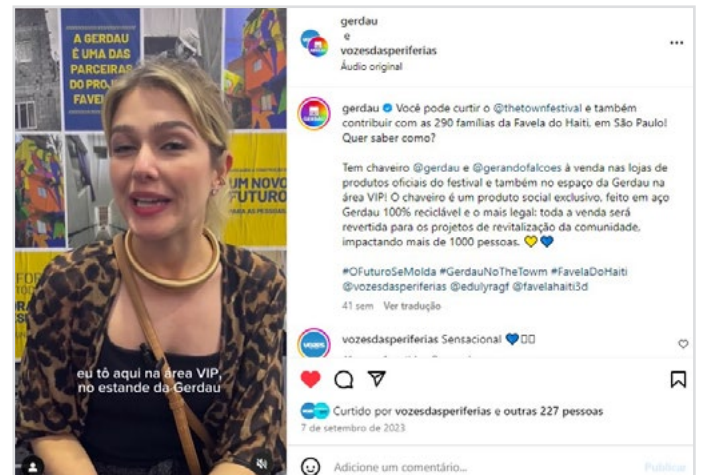 A GERDAU
É UMA DAS
PARCEIRAS
DO PROJ
FAVE
UM NOVO
FUTURO
PARA AS PESSOAS
eu tô aqui na área VIP,
no estande da Gerdau
gerdau
e
vozesdasperiferias
Áudio original
gerdau Você pode curtir o @thetownfestival e também
contribuir com as 290 famílias da Favela do Haiti, em São Paulo!
Quer saber como?
Tem chaveiro @gerdau e @gerandofalcoes à venda nas lojas de
produtos oficiais do festival e também no espaço da Gerdau na
área VIP! O chaveiro é um produto social exclusivo, feito em aço
Gerdau 100% reciclável e o mais legal: toda a venda será
revertida para os projetos de revitalização da comunidade,
impactando mais de 1000 pessoas. 💛 💙
#OFuturoSeMolda #GerdauNoTheTowm #FavelaDoHaiti
@vozesdasperiferias @edulyragf @favelahaiti3d
41 sem Ver tradução
vozesdasperiferias Sensacional 💙
Curtido por vozesdasperiferias e outras 227 pessoas
7 de setembro de 2023
Adicione um comentário...
Publicar